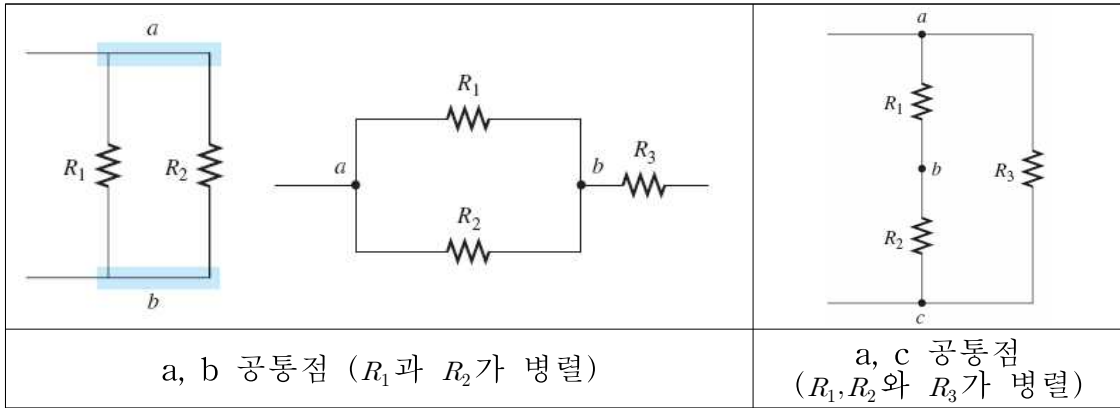 a
R₁
R₂
b
a
R₁
R₂
b
R₃
a
R₁
b
R₂
R₃
c
a, b 공통점 (R₁과 R₂가 병렬)
a, c 공통점
(R₁,R₂와 R₃가 병렬)